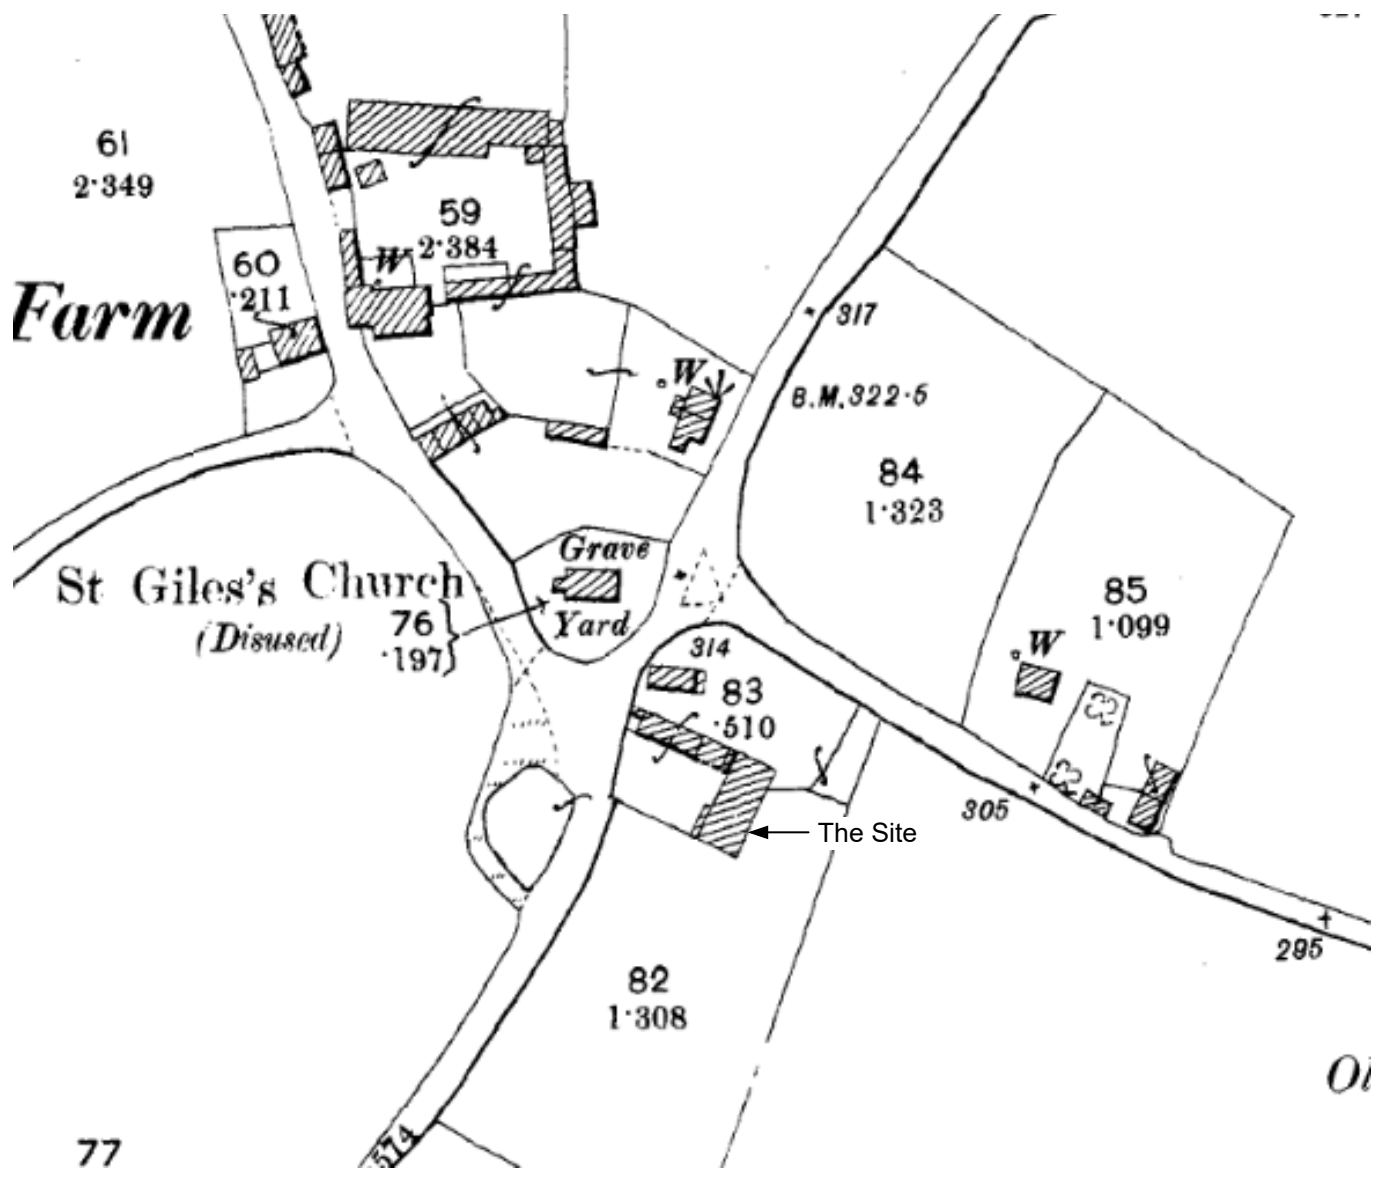 61
2·349
59
2·384
W
60
·211
Farm
317
W
B.M. 322·5
84
1·323
Grave
St Giles's Church
(Disused)
76
·197
Yard
85
1·099
W
314
83
·510
305
The Site
295
82
1·308
77